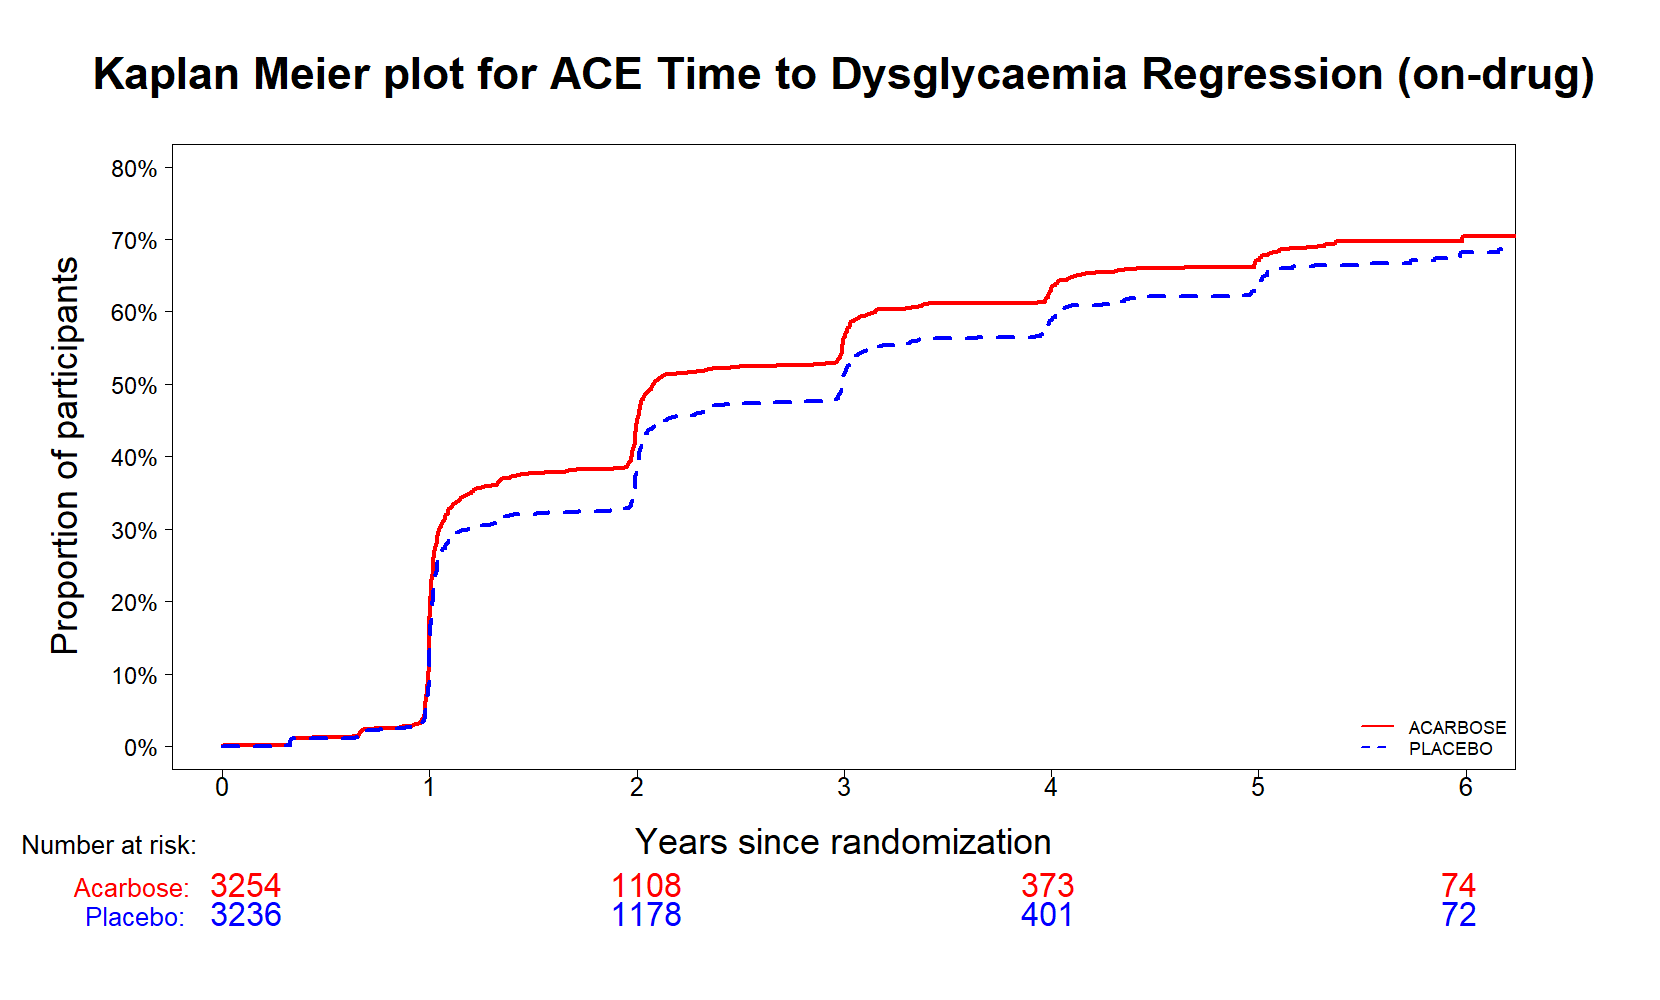 Kaplan Meier plot for ACE Time to Dysglycaemia Regression (on-drug)
Proportion of participants
80%
70%
60%
50%
40%
30%
20%
10%
0%
ACARBOSE
PLACEBO
0 1 2 3 4 5 6
Years since randomization
Number at risk:
Acarbose: 3254 1108 373 74
Placebo: 3236 1178 401 72